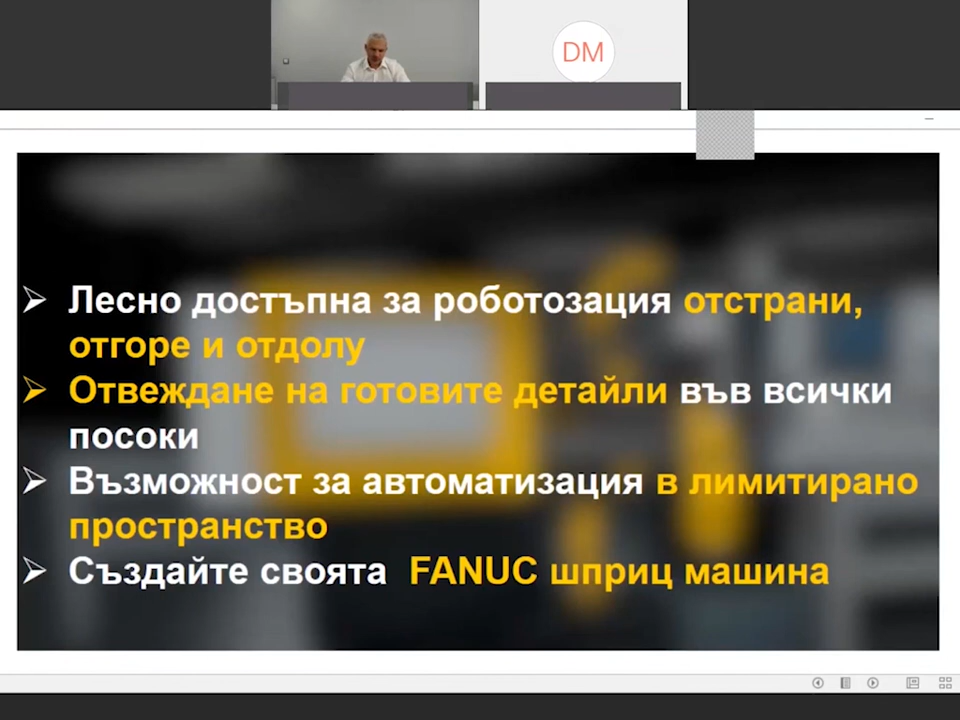 DM
Лесно достъпна за роботозация отстрани,
отгоре и отдолу
Отвеждане на готовите детайли във всички
посоки
Възможност за автоматизация в лимитирано
пространство
Създайте своята FANUC шприц машина